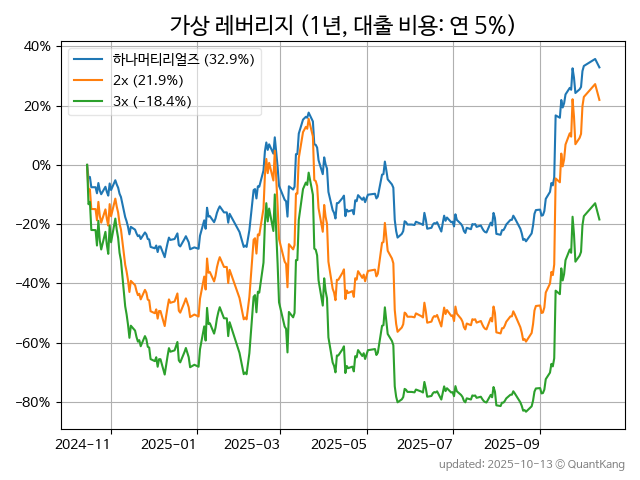 가상 레버리지 (1년, 대출 비용: 연 5%)
하나머티리얼즈 (32.9%)
2x (21.9%)
3x (−18.4%)
40%
20%
0%
−20%
−40%
−60%
−80%
2024-11
2025-01
2025-03
2025-05
2025-07
2025-09
updated: 2025-10-13 © QuantKang